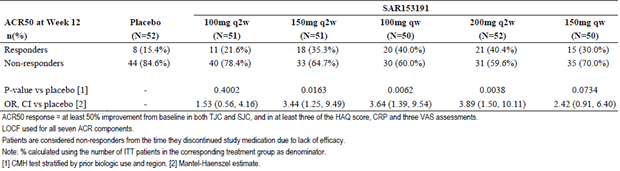 SAR153191
ACR50 at Week 12 Placebo 100mg q2w 150mg q2w 100mg qw 200mg q2w 150mg qw
n(%) (N=52) (N=51) (N=51) (N=50) (N=52) (N=50)
Responders 8 (15.4%) 11 (21.6%) 18 (35.3%) 20 (40.0%) 21 (40.4%) 15 (30.0%)
Non-responders 44 (84.6%) 40 (78.4%) 33 (64.7%) 30 (60.0%) 31 (59.6%) 35 (70.0%)
P-value vs placebo [1] - 0.4002 0.0163 0.0062 0.0038 0.0734
OR, CI vs placebo [2] - 1.53 (0.56, 4.16) 3.44 (1.25, 9.49) 3.64 (1.39, 9.54) 3.89 (1.50, 10.11) 2.42 (0.91, 6.40)
ACR50 response = at least 50% improvement from baseline in both TJC and SJC, and in at least three of the HAQ score, CRP and three VAS assessments.
LOCF used for all seven ACR components.
Patients are considered non-responders from the time they discontinued study medication due to lack of efficacy.
Note: % calculated using the number of ITT patients in the corresponding treatment group as denominator.
[1] CMH test stratified by prior biologic use and region. [2] Mantel-Haenszel estimate.